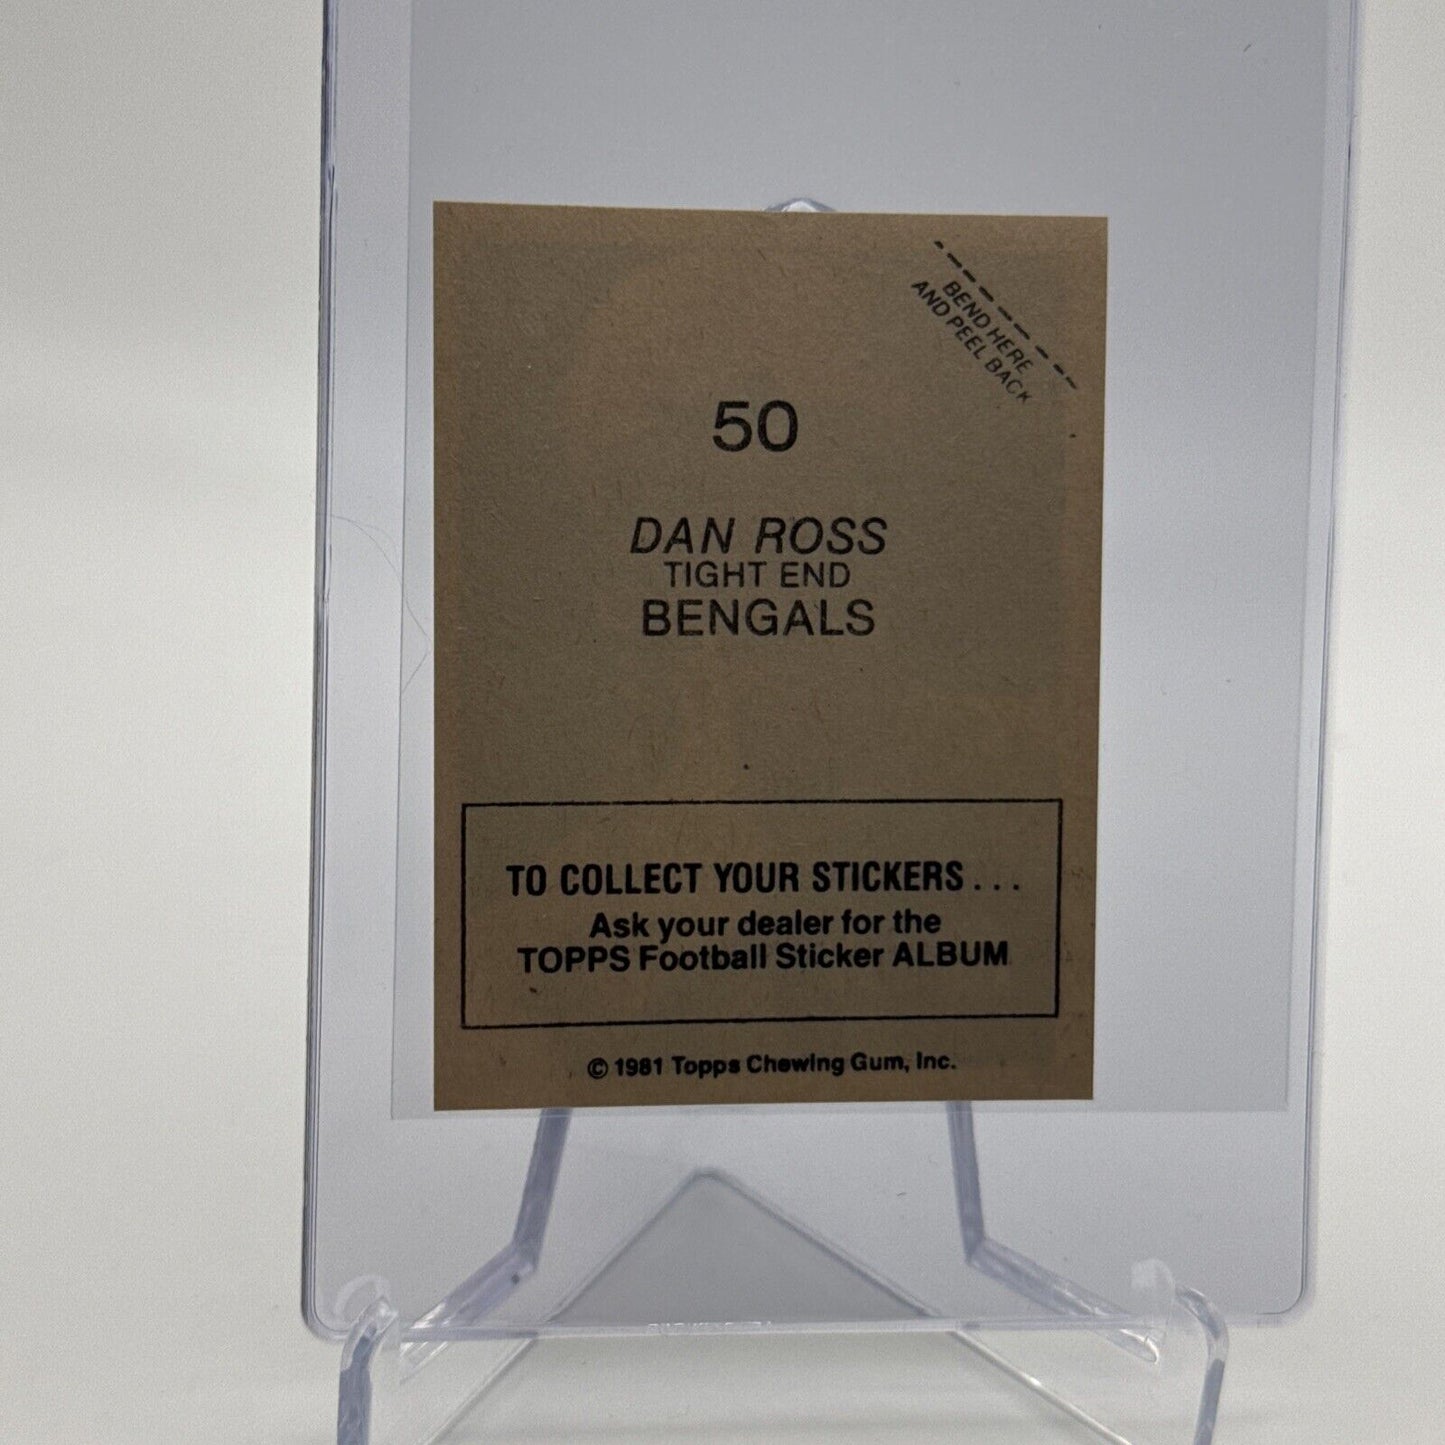 BEND HERE
AND PEEL BACK
50
DAN ROSS
TIGHT END
BENGALS
TO COLLECT YOUR STICKERS...
Ask your dealer for the
TOPPS Football Sticker ALBUM
© 1981 Topps Chewing Gum, Inc.